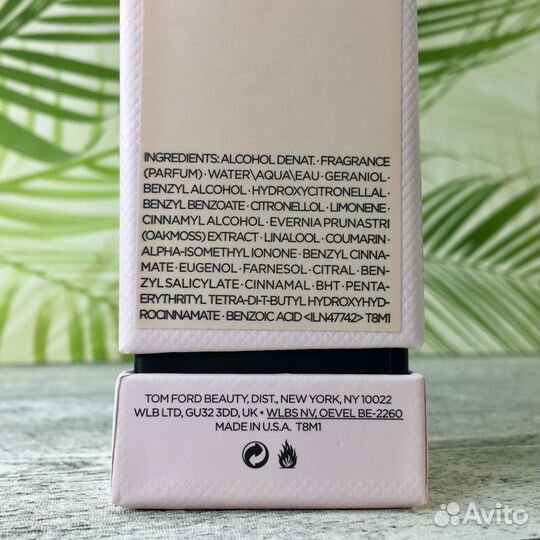 INGREDIENTS: ALCOHOL DENAT. · FRAGRANCE
(PARFUM) · WATER\AQUA\EAU · GERANIOL ·
BENZYL ALCOHOL · HYDROXYCITRONELLAL ·
BENZYL BENZOATE · CITRONELLOL · LIMONENE ·
CINNAMYL ALCOHOL · EVERNIA PRUNASTRI
(OAKMOSS) EXTRACT · LINALOOL · COUMARIN ·
ALPHA-ISOMETHYL IONONE · BENZYL CINNA-
MATE · EUGENOL · FARNESOL · CITRAL · BEN-
ZYL SALICYLATE · CINNAMAL · BHT · PENTA-
ERYTHRITYL TETRA-DI-T-BUTYL HYDROXYHYD-
ROCINNAMATE · BENZOIC ACID <ILN47742> T8M1
TOM FORD BEAUTY, DIST., NEW YORK, NY 10022
WLB LTD, GU32 3DD, UK • WLBS NV, OEVEL BE-2260
MADE IN U.S.A. T8M1
Avito